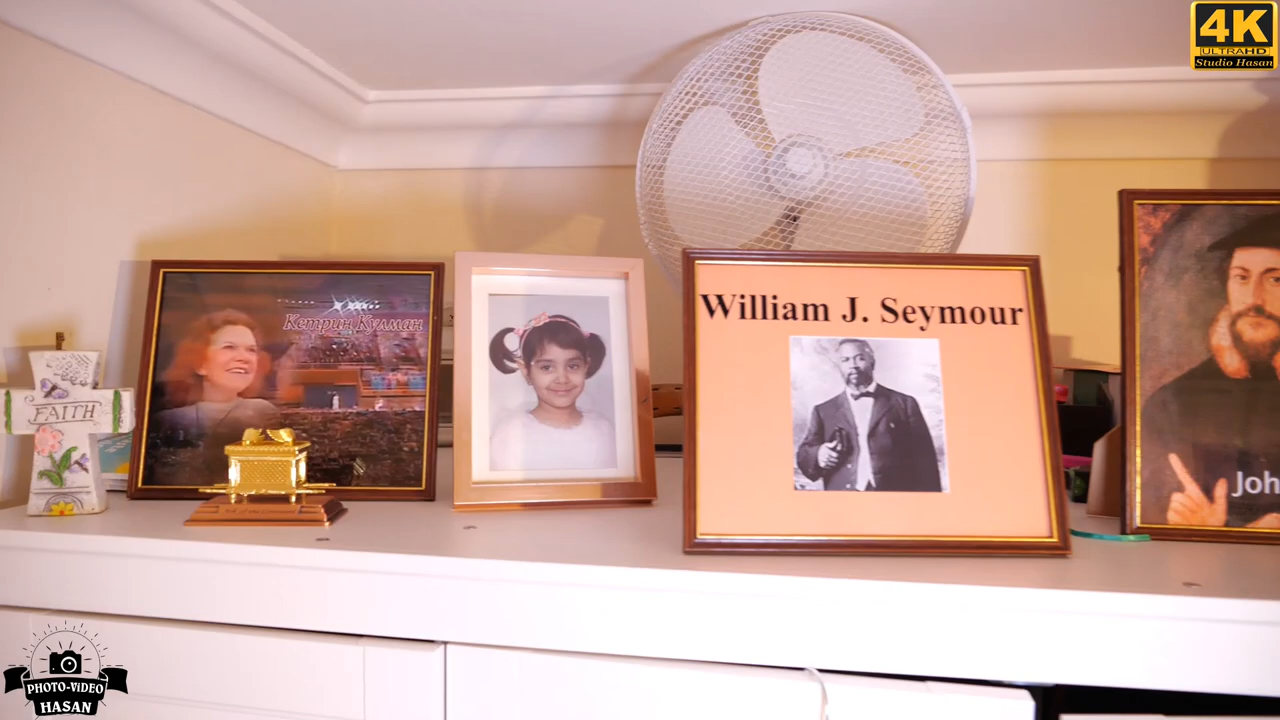 4K
ULTRA HD
Studio Hasan
William J. Seymour
Кетрин Кулман
FAITH
Joh
PHOTO-VIDEO
HASAN